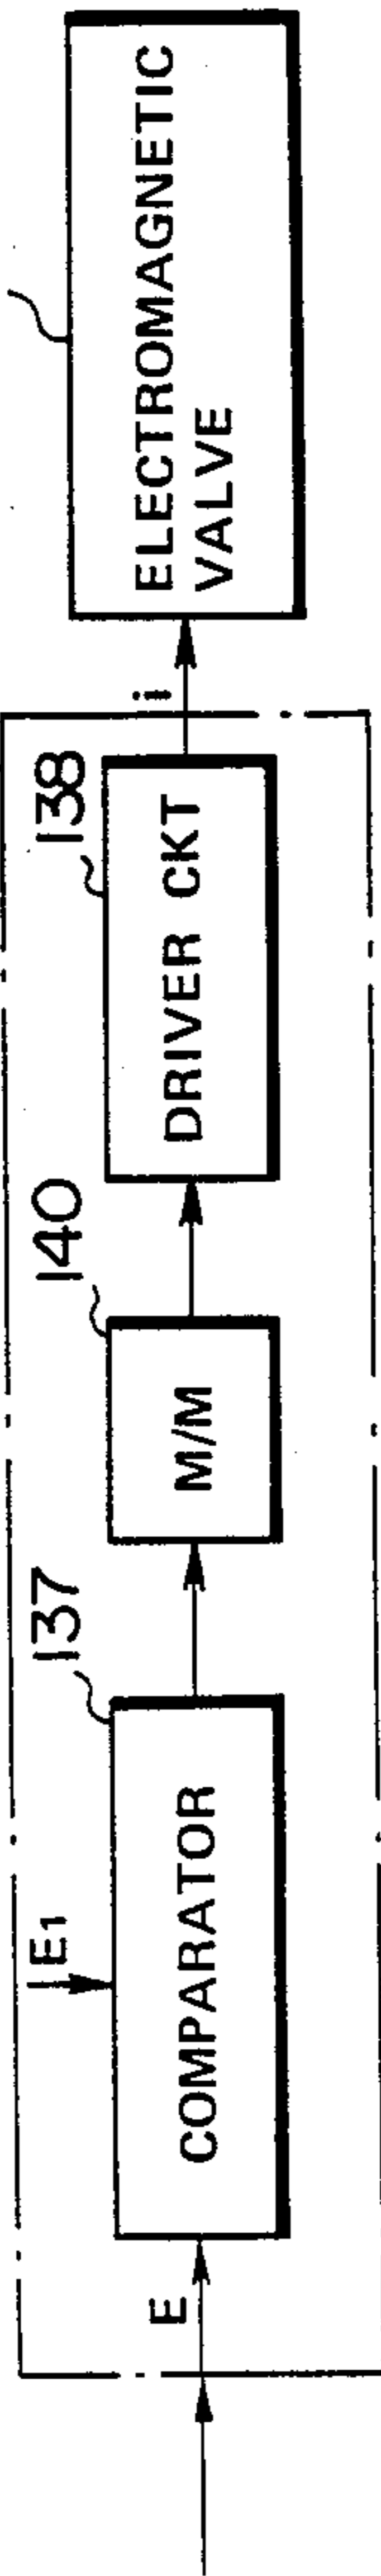 E
E1
137
COMPARATOR
140
M/M
138
DRIVER CKT
i
ELECTROMAGNETIC
VALVE